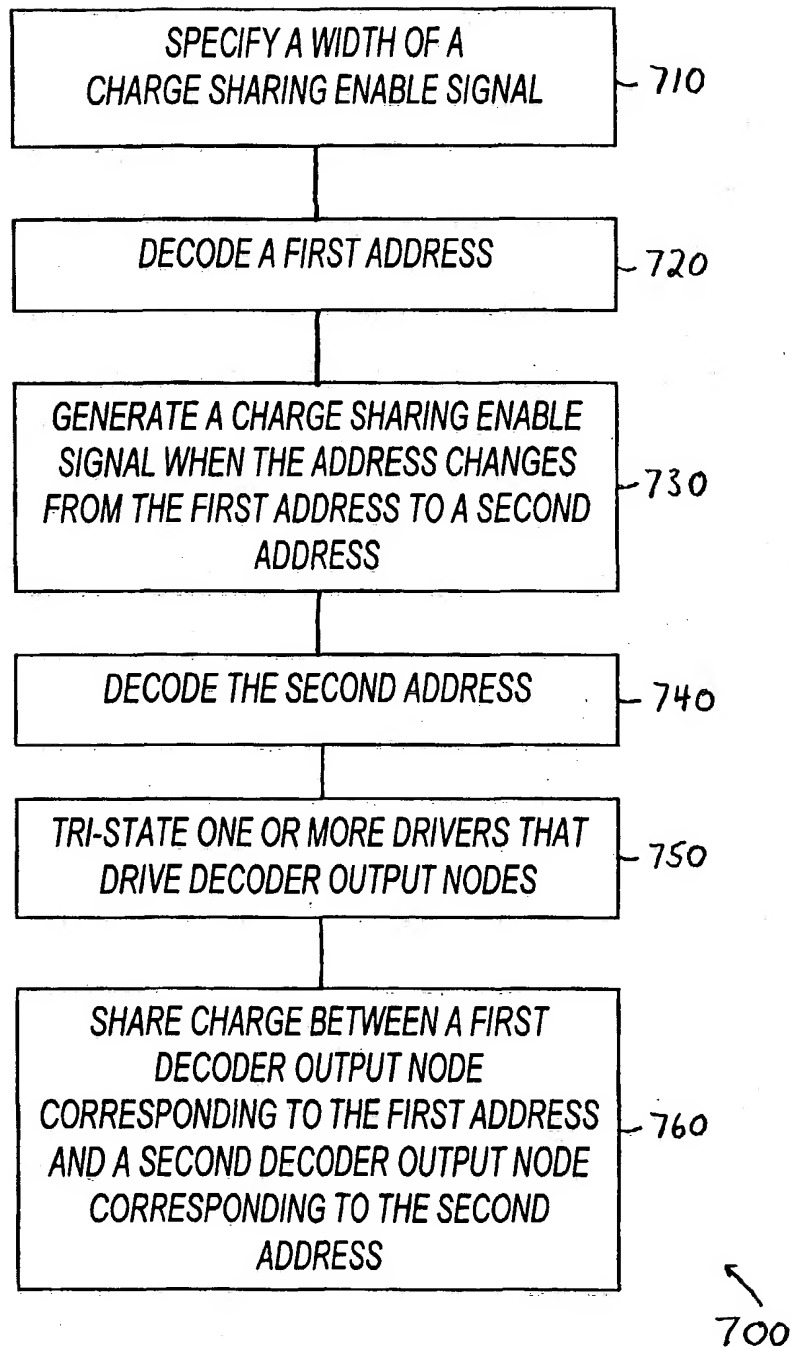 SPECIFY A WIDTH OF A
CHARGE SHARING ENABLE SIGNAL
710
DECODE A FIRST ADDRESS
720
GENERATE A CHARGE SHARING ENABLE
SIGNAL WHEN THE ADDRESS CHANGES
FROM THE FIRST ADDRESS TO A SECOND
ADDRESS
730
DECODE THE SECOND ADDRESS
740
TRI-STATE ONE OR MORE DRIVERS THAT
DRIVE DECODER OUTPUT NODES
750
SHARE CHARGE BETWEEN A FIRST
DECODER OUTPUT NODE
CORRESPONDING TO THE FIRST ADDRESS
AND A SECOND DECODER OUTPUT NODE
CORRESPONDING TO THE SECOND
ADDRESS
760
700